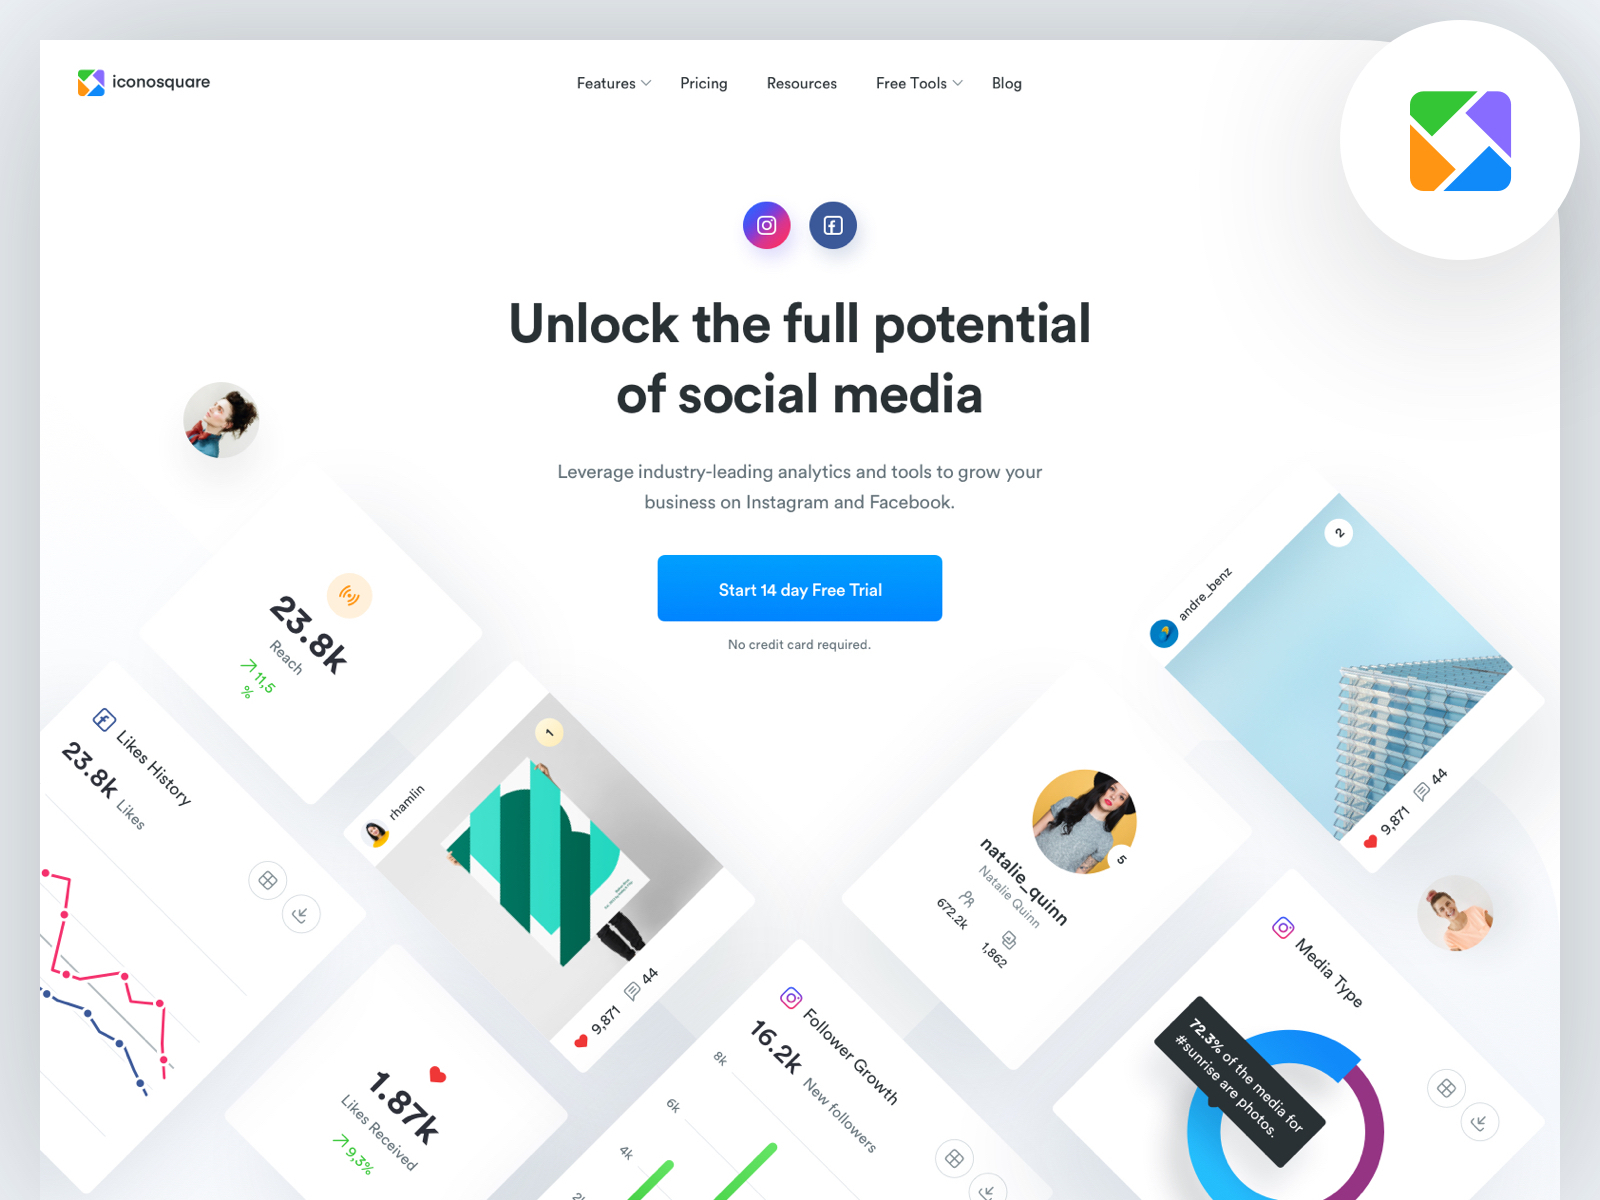 iconosquare
Features
Pricing
Resources
Free Tools
Blog
Unlock the full potential
of social media
Leverage industry-leading analytics and tools to grow your
business on Instagram and Facebook.
Start 14 day Free Trial
No credit card required.
23.8k
Reach
11,5
%
Likes History
23.8k Likes
rhamlin
1
9,871 44
1.87k
Likes Received
9,3%
Follower Growth
16.2k New followers
8k
6k
4k
2k
natalie_quinn
Natalie Quinn
5
672.2k
1,862
andre_benz
2
9,871 44
Media Type
72.3% of the media for
#sunrise are photos.